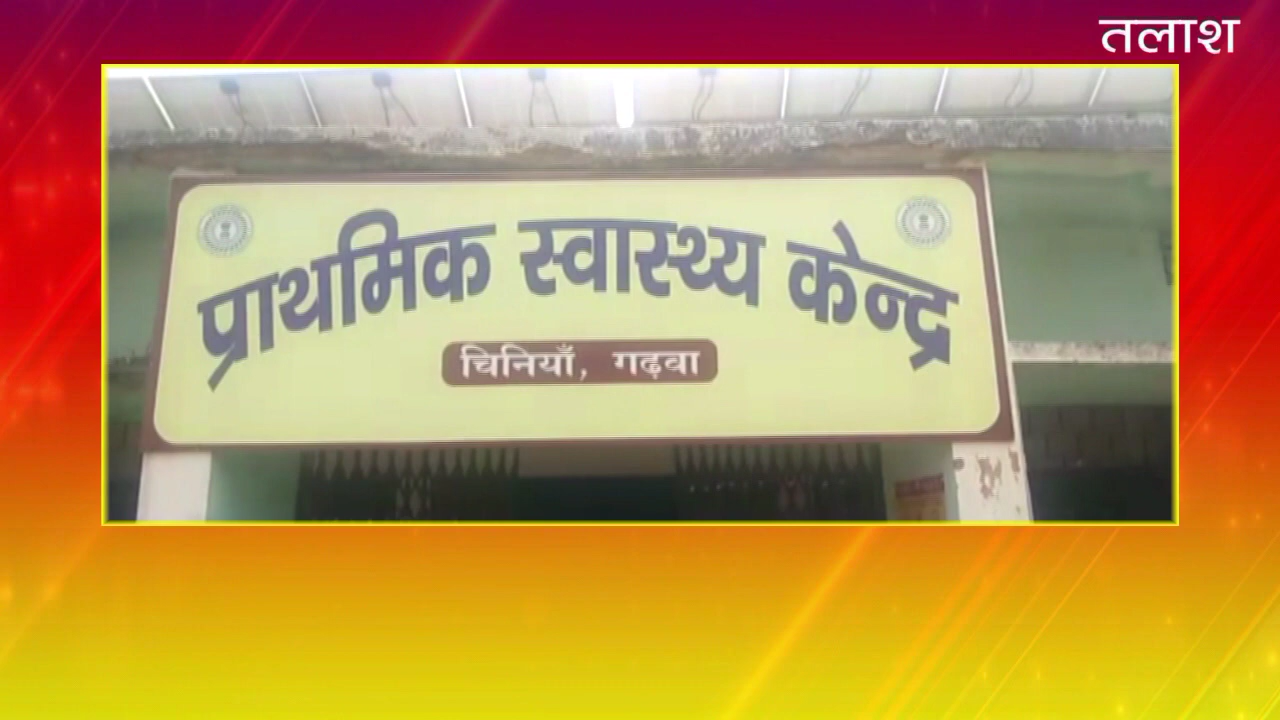 तलाश
प्राथमिक स्वास्थ्य केन्द्र
चिनियाँ, गढ़वा